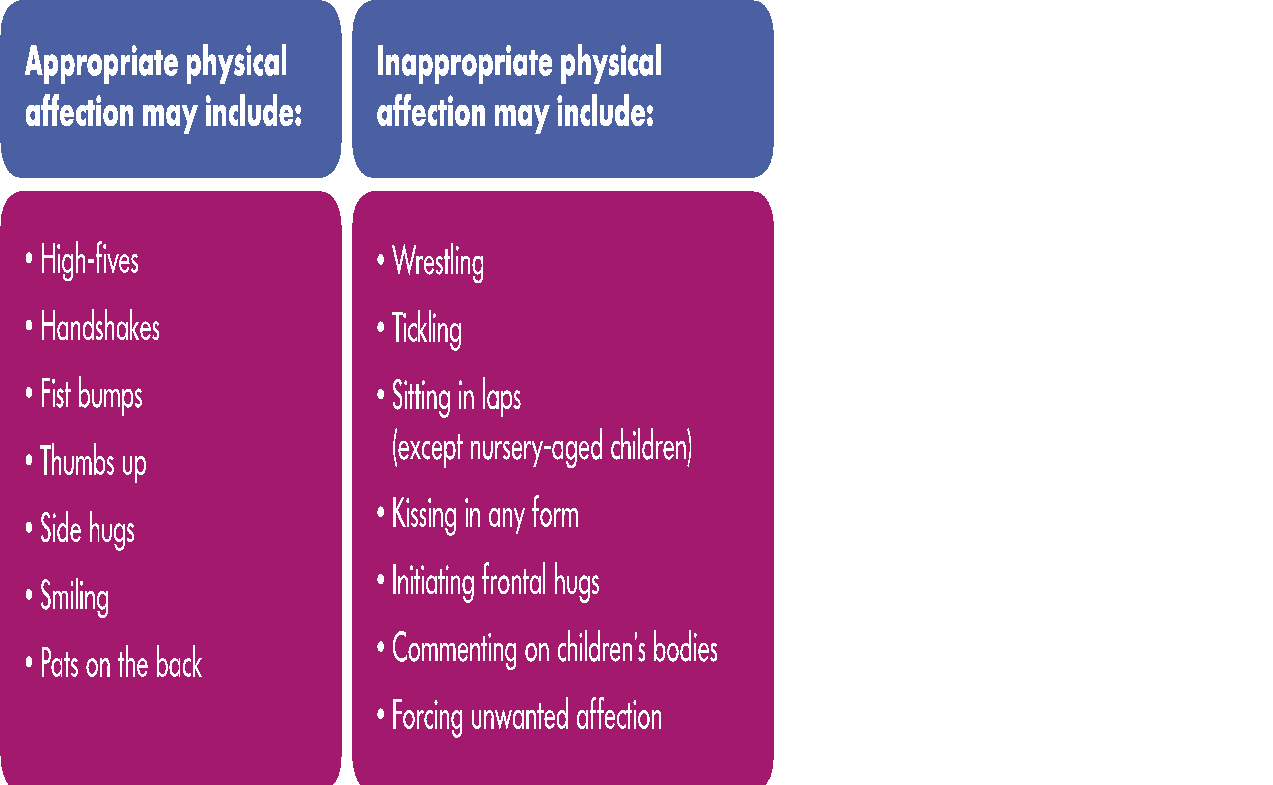 Appropriate physical
affection may include:
• High-fives
• Handshakes
• Fist bumps
• Thumbs up
• Side hugs
• Smiling
• Pats on the back
Inappropriate physical
affection may include:
• Wrestling
• Tickling
• Sitting in laps
(except nursery-aged children)
• Kissing in any form
• Initiating frontal hugs
• Commenting on children's bodies
• Forcing unwanted affection